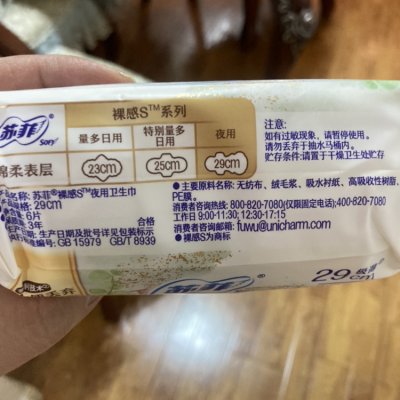 裸感S™系列
苏菲®
Sofy
量多日用
特别量多
日用
夜用
绵柔表层
23cm
25cm
29cm
注意:
如有过敏现象，请暂停使用。
请勿丢弃于抽水马桶内。
贮存条件:请置于干燥卫生处贮存
名称: 苏菲®裸感S™夜用卫生巾
29cm
6片
3年
合格
生产日期及批号详见包装标示
GB 15979 GB/T 8939
●主要原料名称: 无纺布、绒毛浆、吸水衬纸、高吸收性树脂、
PE膜。
消费者咨询热线: 800-820-7080(仅限固定电话)400-820-7080
工作日 9:00-11:30; 12:30-17:15
消费者咨询邮箱: fuwu@unicharm.com
●裸感S为商标
苏菲®
29cm